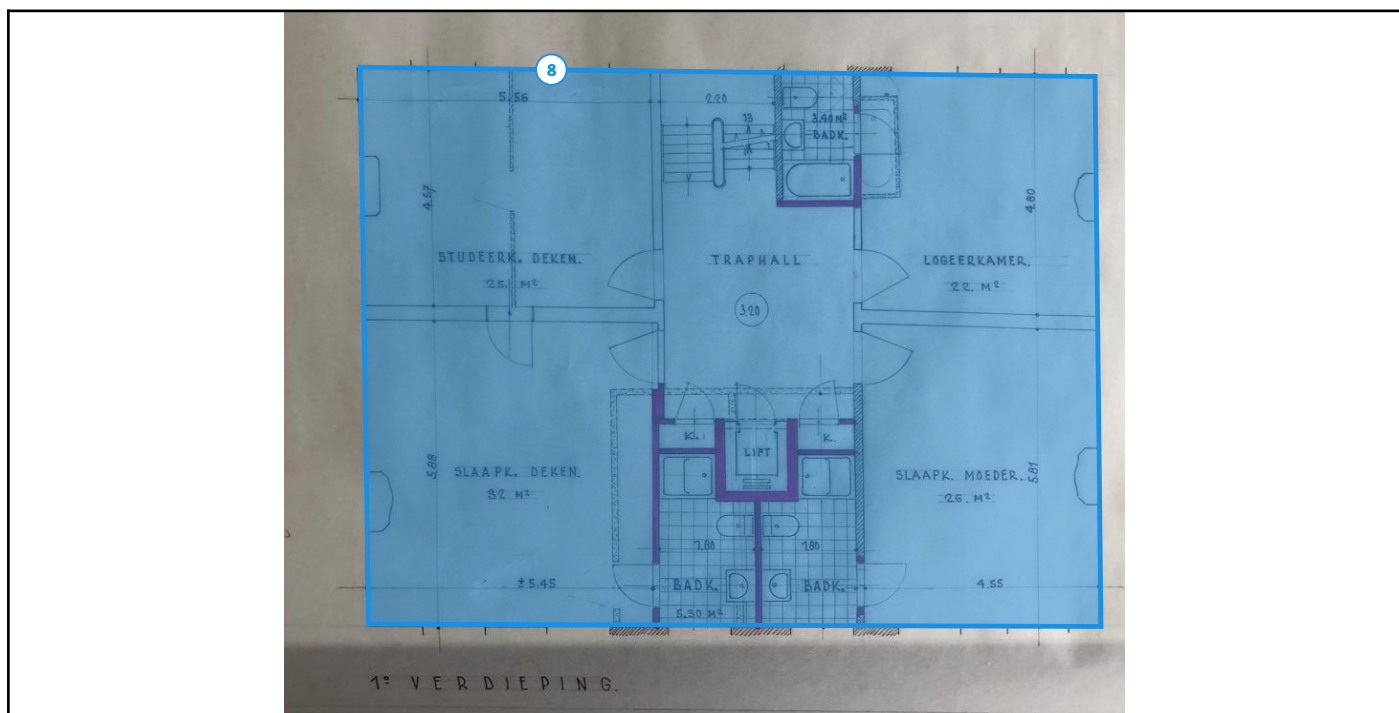 8
5.56
2.20
13
3.40 M²
BADK.
4.57
4.80
STUDEERK. DEKEN.
25. M²
TRAPHALL
LOGEERKAMER.
22. M²
3.20
K.
LIFT
K.
5.88
SLAAPK. DEKEN.
32 M²
SLAAPK. MOEDER.
26. M²
5.81
1.80
1.80
±5.45
BADK.
BADK.
4.55
5.30 M²
1e VERDIEPING.